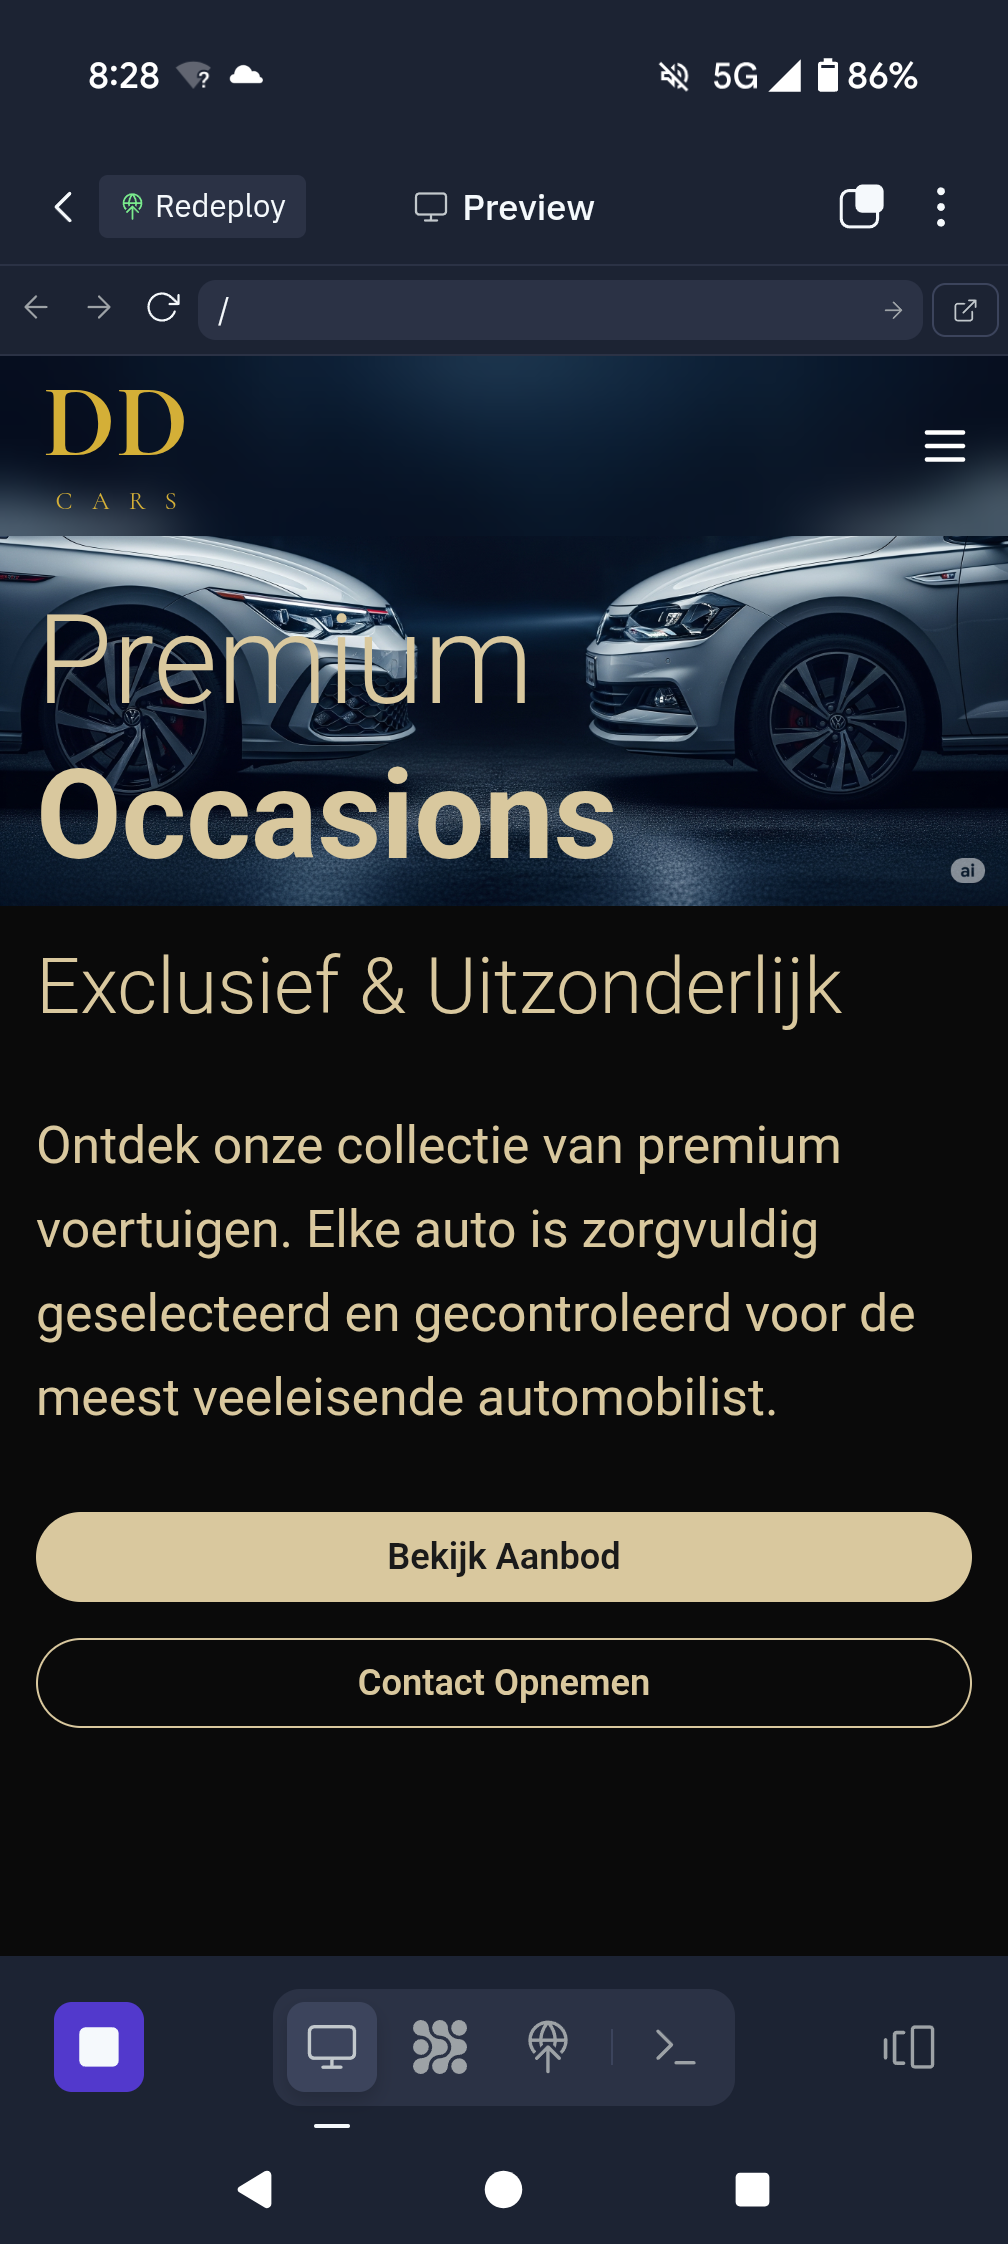 8:28
5G
86%
Redeploy
Preview
/
DD
CARS
Premium
Occasions
ai
Exclusief & Uitzonderlijk
Ontdek onze collectie van premium
voertuigen. Elke auto is zorgvuldig
geselecteerd en gecontroleerd voor de
meest veeleisende automobilist.
Bekijk Aanbod
Contact Opnemen